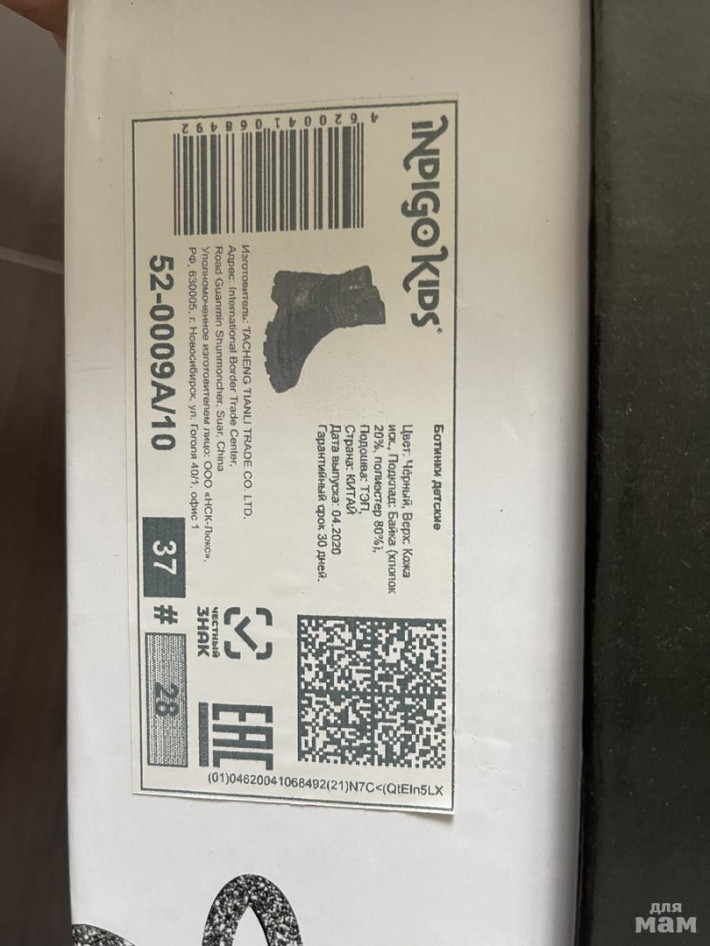 INDIGO KIDS®
4 620041 068492
Ботинки детские
Цвет: Чёрный, Верх: Кожа
иск., Подклад: Байка (хлопок
20%, полиэстер 80%),
Подошва: ТЭП,
Страна: КИТАЙ
Дата выпуска: 04.2020
Гарантийный срок 30 дней.
Изготовитель: TACHENG TIANLI TRADE CO. LTD.
Адрес: International Border Trade Center,
Road Guanmin Shunmoncher, Suar, China
Уполномоченное изготовителем лицо: ООО «НСК-Люкс»,
РФ, 630005, г. Новосибирск, ул. Гоголя 40/1, офис 1
52-0009A/10
37 # 28
ЧЕСТНЫЙ
ЗНАК
EAC
(01)04620041068492(21)N7C<(QtEIn5LX
для
мам